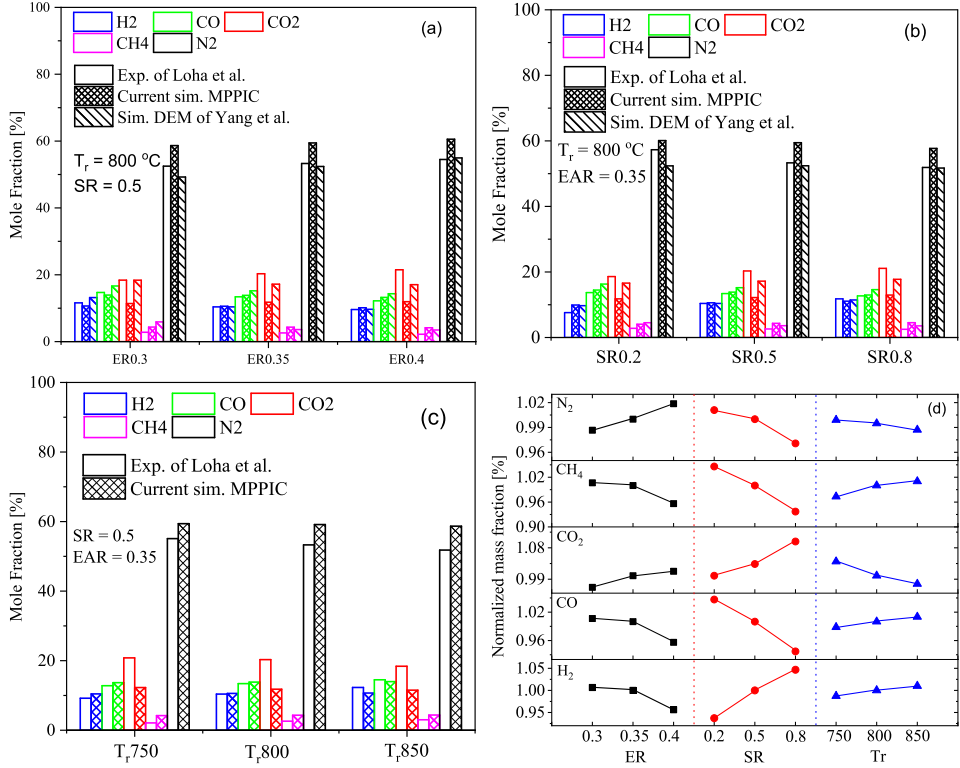 H2 CO CO2
CH4 N2
(a)
Exp. of Loha et al.
Current sim. MPPIC
Sim. DEM of Yang et al.
T_r = 800 °C
SR = 0.5
Mole Fraction [%]
100
80
60
40
20
0
ER0.3 ER0.35 ER0.4
H2 CO CO2
CH4 N2
(b)
Exp. of Loha et al.
Current sim. MPPIC
Sim. DEM of Yang et al.
T_r = 800 °C
EAR = 0.35
Mole Fraction [%]
100
80
60
40
20
0
SR0.2 SR0.5 SR0.8
H2 CO CO2
CH4 N2
(c)
Exp. of Loha et al.
Current sim. MPPIC
SR = 0.5
EAR = 0.35
Mole Fraction [%]
100
80
60
40
20
0
T_r750 T_r800 T_r850
(d)
Normalized mass fraction [%]
N₂
1.02
0.99
0.96
CH₄
1.02
0.96
0.90
CO₂
1.08
0.99
CO
1.02
0.96
H₂
1.05
1.00
0.95
0.3 0.35 0.4 0.2 0.5 0.8 750 800 850
ER SR Tr